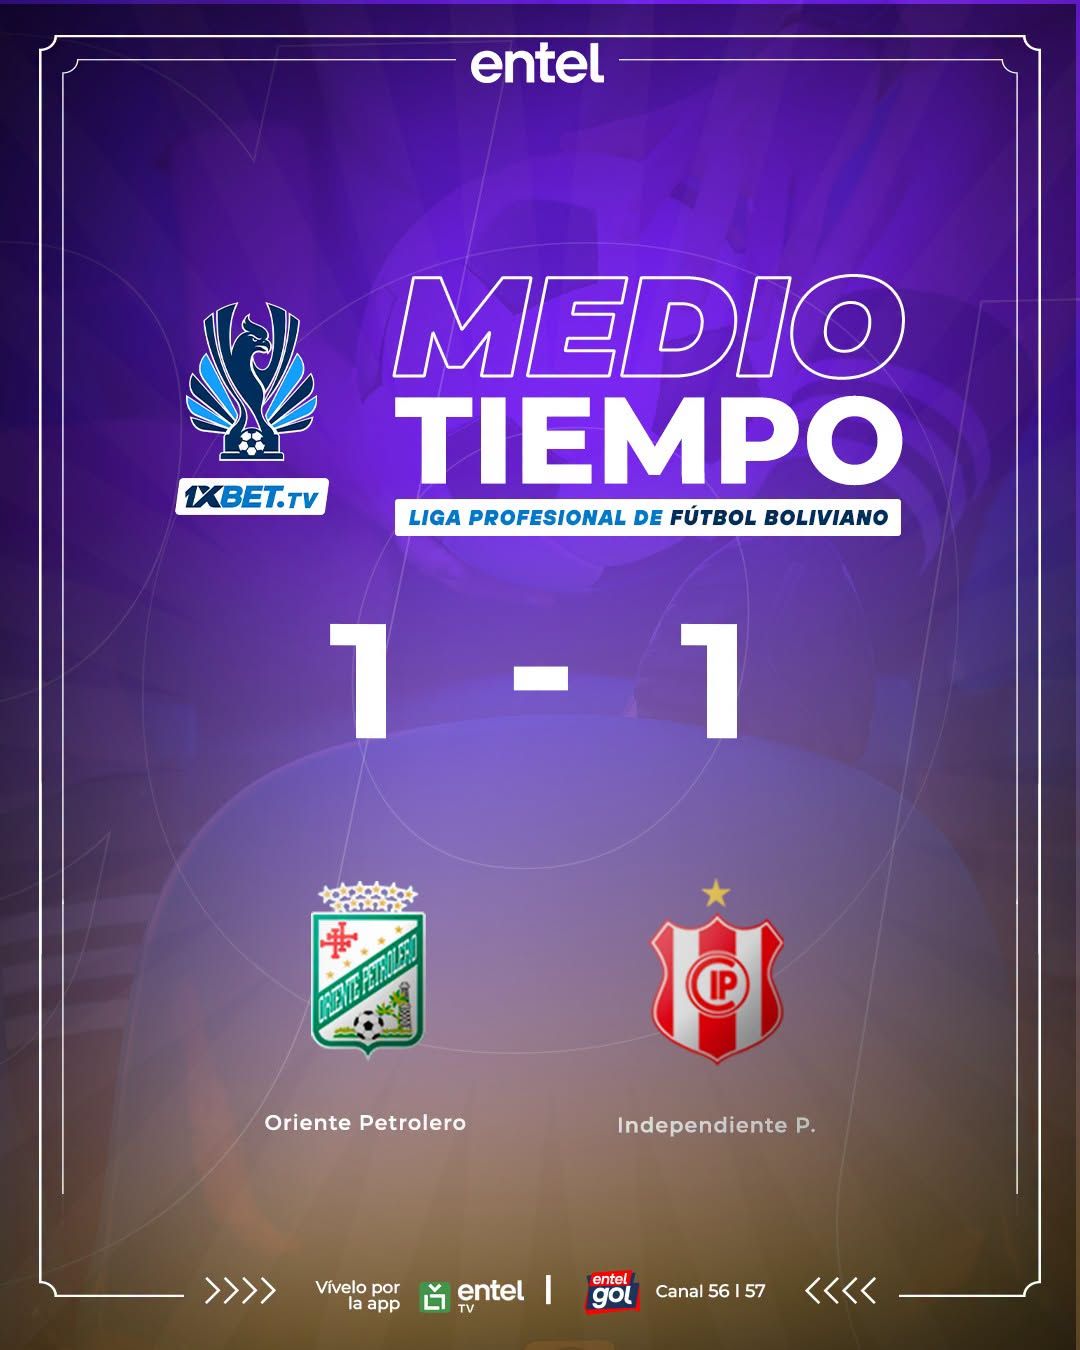 entel
MEDIO
TIEMPO
1XBET.TV
LIGA PROFESIONAL DE FÚTBOL BOLIVIANO
1 - 1
ORIENTE PETROLERO
CIP
Oriente Petrolero
Independiente P.
>>>> Vívelo por
la app
entel
TV
|
entel
gol
Canal 56 | 57 <<<<